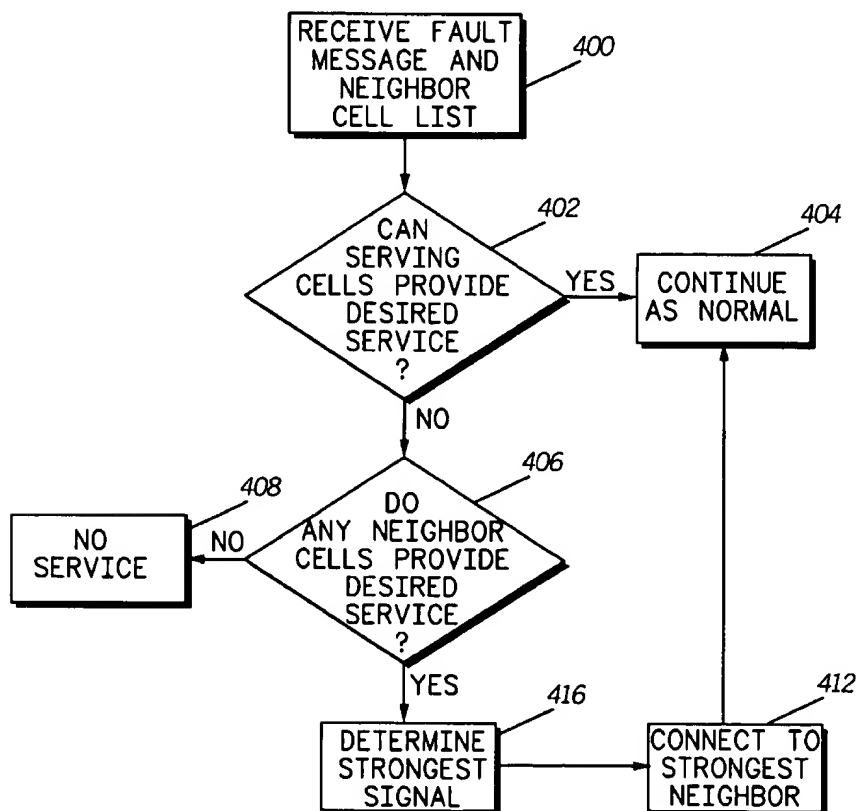 RECEIVE FAULT
MESSAGE AND
NEIGHBOR
CELL LIST
400
CAN
SERVING
CELLS PROVIDE
DESIRED
SERVICE
?
402
YES
404
CONTINUE
AS NORMAL
NO
DO
ANY NEIGHBOR
CELLS PROVIDE
DESIRED
SERVICE
?
406
NO
408
NO
SERVICE
YES
DETERMINE
STRONGEST
SIGNAL
416
CONNECT TO
STRONGEST
NEIGHBOR
412